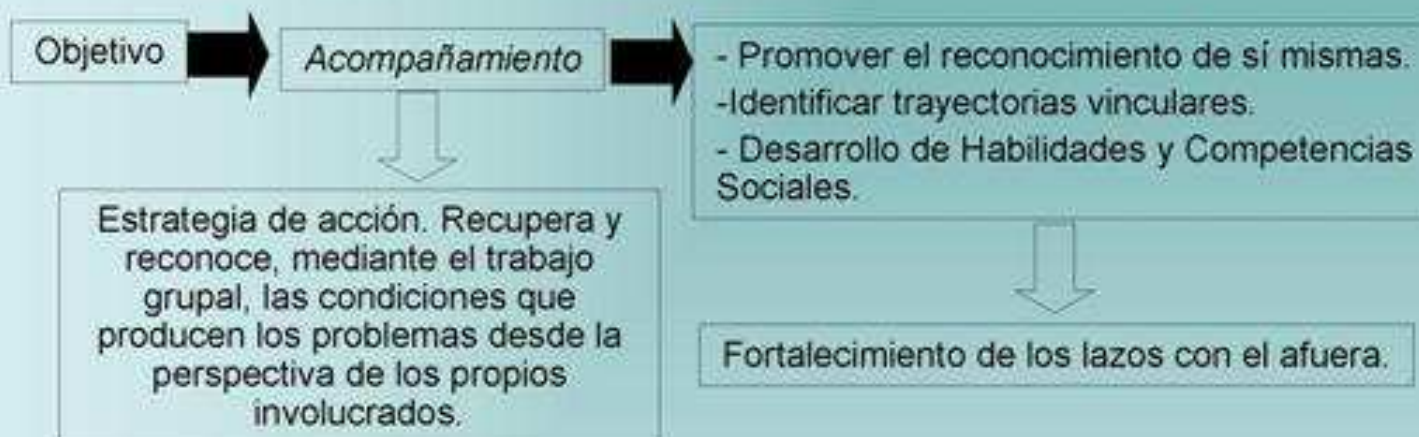 Objetivo
Acompañamiento
- Promover el reconocimiento de sí mismas.
-Identificar trayectorias vinculares.
- Desarrollo de Habilidades y Competencias
Sociales.
Estrategia de acción. Recupera y
reconoce, mediante el trabajo
grupal, las condiciones que
producen los problemas desde la
perspectiva de los propios
involucrados.
Fortalecimiento de los lazos con el afuera.